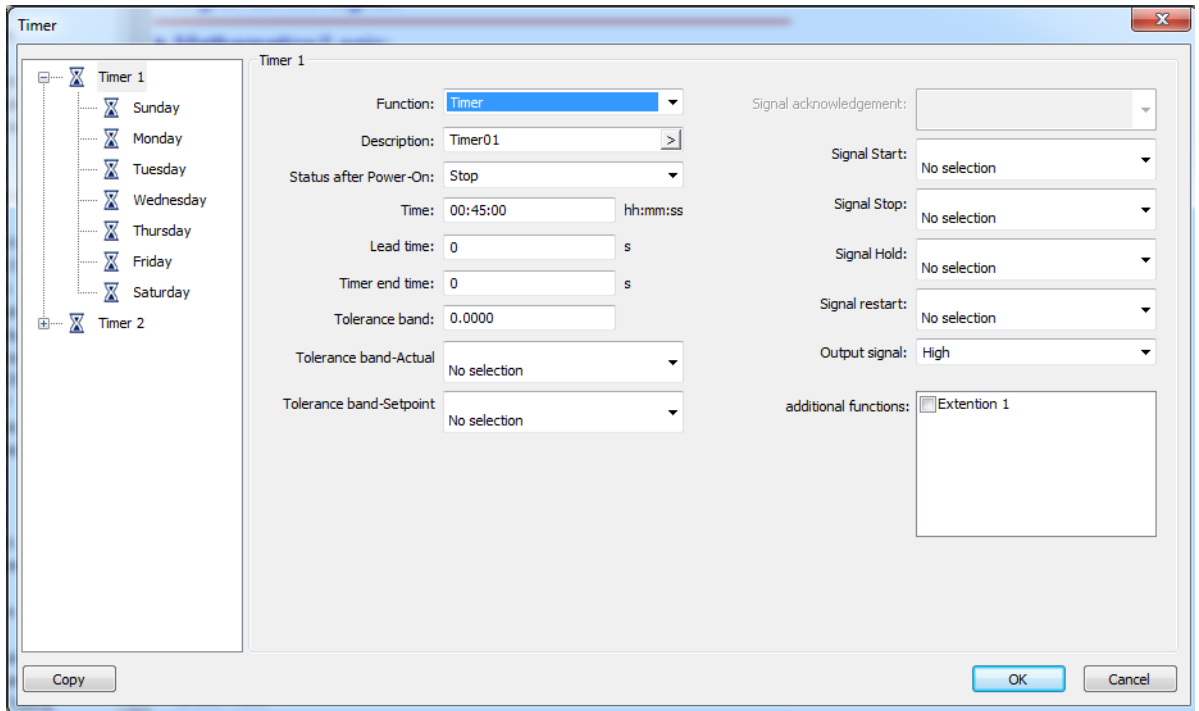 Timer
Timer 1
Sunday
Monday
Tuesday
Wednesday
Thursday
Friday
Saturday
Timer 2
Timer 1
Function: Timer
Description: Timer01 >
Status after Power-On: Stop
Time: 00:45:00 hh:mm:ss
Lead time: 0 s
Timer end time: 0 s
Tolerance band: 0.0000
Tolerance band-Actual No selection
Tolerance band-Setpoint No selection
Signal acknowledgement:
Signal Start: No selection
Signal Stop: No selection
Signal Hold: No selection
Signal restart: No selection
Output signal: High
additional functions: Extention 1
Copy
OK
Cancel